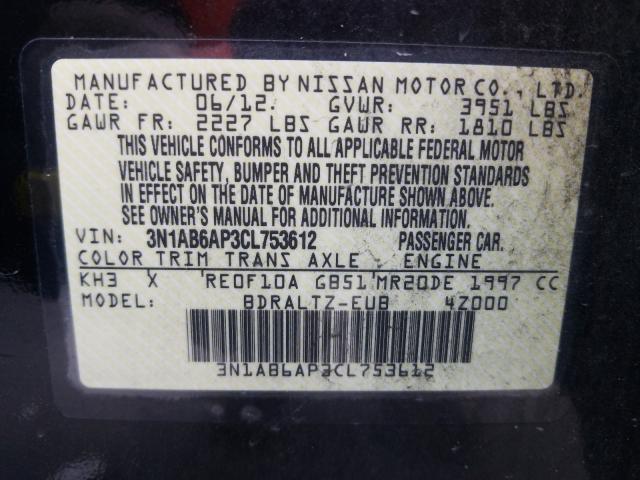 MANUFACTURED BY NISSAN MOTOR CO., LTD.
DATE: 06/12. GVWR: 3951 LBS
GAWR FR: 2227 LBS GAWR RR: 1810 LBS
THIS VEHICLE CONFORMS TO ALL APPLICABLE FEDERAL MOTOR
VEHICLE SAFETY, BUMPER AND THEFT PREVENTION STANDARDS
IN EFFECT ON THE DATE OF MANUFACTURE SHOWN ABOVE.
SEE OWNER'S MANUAL FOR ADDITIONAL INFORMATION.
VIN: 3N1AB6AP3CL753612 PASSENGER CAR.
COLOR TRIM TRANS AXLE ENGINE
KH3 X RE0F10A GB51 MR20DE 1997 CC
MODEL: BDRALTZ-EUB 4Z000
3N1AB6AP3CL753612